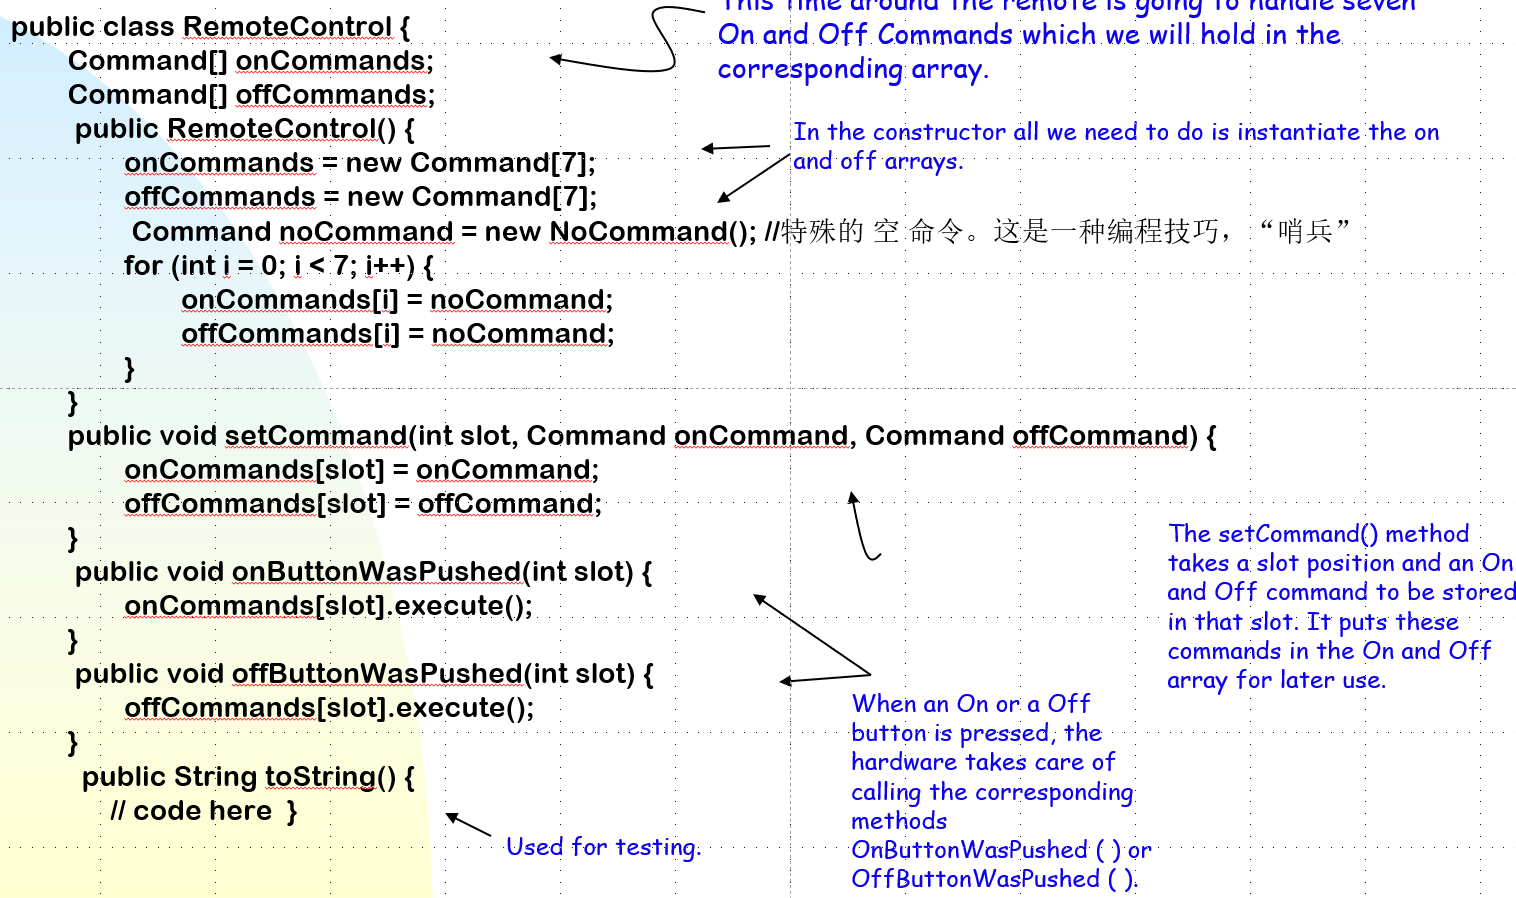 public class RemoteControl {
Command[] onCommands;
Command[] offCommands;
public RemoteControl() {
onCommands = new Command[7];
offCommands = new Command[7];
Command noCommand = new NoCommand(); //特殊的 空 命令。这是一种编程技巧，“哨兵”
for (int i = 0; i < 7; i++) {
onCommands[i] = noCommand;
offCommands[i] = noCommand;
}
}
public void setCommand(int slot, Command onCommand, Command offCommand) {
onCommands[slot] = onCommand;
offCommands[slot] = offCommand;
}
public void onButtonWasPushed(int slot) {
onCommands[slot].execute();
}
public void offButtonWasPushed(int slot) {
offCommands[slot].execute();
}
public String toString() {
// code here }
This time around the remote is going to handle seven
On and Off Commands which we will hold in the
corresponding array.
In the constructor all we need to do is instantiate the on
and off arrays.
The setCommand() method
takes a slot position and an On
and Off command to be stored
in that slot. It puts these
commands in the On and Off
array for later use.
When an On or a Off
button is pressed, the
hardware takes care of
calling the corresponding
methods
OnButtonWasPushed ( ) or
OffButtonWasPushed ( ).
Used for testing.